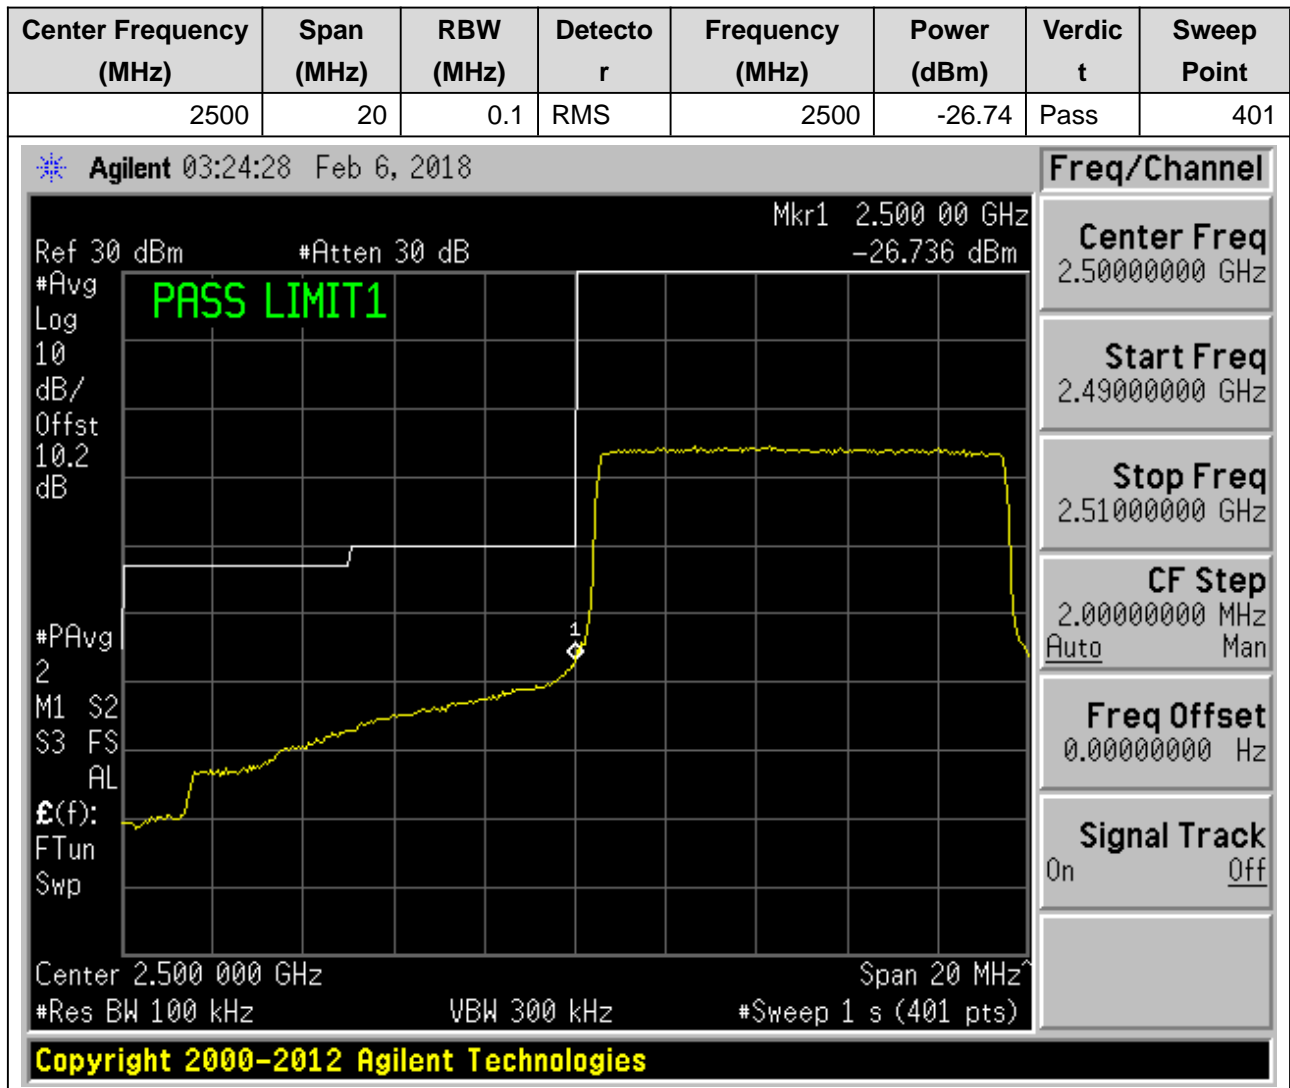 Center Frequency (MHz) Span (MHz) RBW (MHz) Detecto r Frequency (MHz) Power (dBm) Verdic t Sweep Point
2500 20 0.1 RMS 2500 -26.74 Pass 401
Agilent 03:24:28 Feb 6, 2018
Freq/Channel
Mkr1 2.500 00 GHz
Ref 30 dBm #Atten 30 dB -26.736 dBm
#Avg
Log
10
dB/
Offst
10.2
dB
PASS LIMIT1
1
#PAvg
2
M1 S2
S3 FS
AL
£(f):
FTun
Swp
Center 2.500 000 GHz Span 20 MHz^
#Res BW 100 kHz VBW 300 kHz #Sweep 1 s (401 pts)
Center Freq
2.50000000 GHz
Start Freq
2.49000000 GHz
Stop Freq
2.51000000 GHz
CF Step
2.00000000 MHz
Auto Man
Freq Offset
0.00000000 Hz
Signal Track
On Off
Copyright 2000-2012 Agilent Technologies